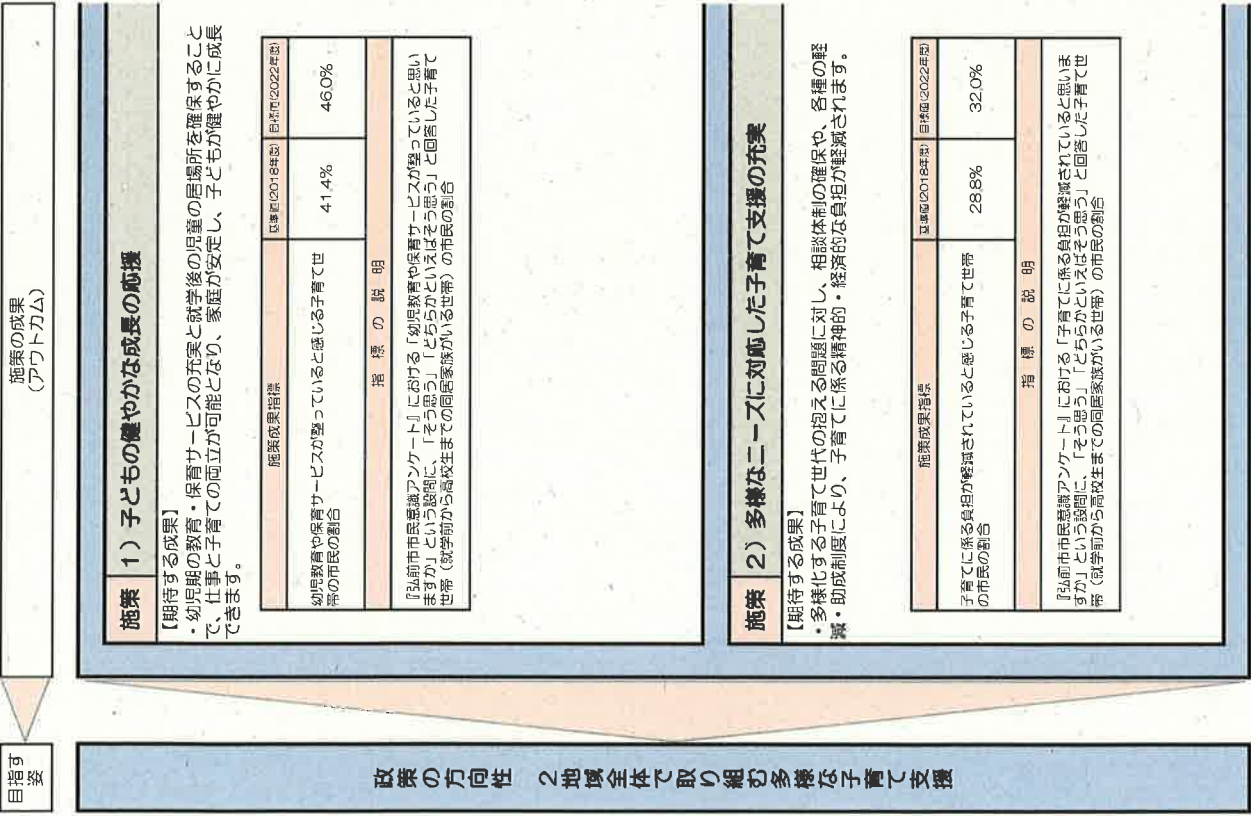 目指す
姿
施策の成果
(アウトカム)
政策の方向性　2地域全体で取り組む多様な子育て支援
施策　1）子どもの健やかな成長の応援
【期待する成果】
・幼児期の教育・保育サービスの充実と就学後の児童の居場所を確保すること
で、仕事と子育ての両立が可能となり、家庭が安定し、子どもが健やかに成長
できます。
施策成果指標　基準値(2018年度)　目標値(2022年度)
幼児教育や保育サービスが整っていると感じる子育て世
帯の市民の割合
41.4%　46.0%
指標の説明
『弘前市市民意識アンケート』における「幼児教育や保育サービスが整っていると思い
ますか」という設問に、「そう思う」「どちらかといえばそう思う」と回答した子育て
世帯（就学前から高校生までの同居家族がいる世帯）の市民の割合
施策　2）多様なニーズに対応した子育て支援の充実
【期待する成果】
・多様化する子育て世代の抱える問題に対し、相談体制の確保や、各種の軽
減・助成制度により、子育てに係る精神的・経済的な負担が軽減されます。
施策成果指標　基準値(2018年度)　目標値(2022年度)
子育てに係る負担が軽減されていると感じる子育て世帯
の市民の割合
28.8%　32.0%
指標の説明
『弘前市市民意識アンケート』における「子育てに係る負担が軽減されていると思いま
すか」という設問に、「そう思う」「どちらかといえばそう思う」と回答した子育て世
帯（就学前から高校生までの同居家族がいる世帯）の市民の割合